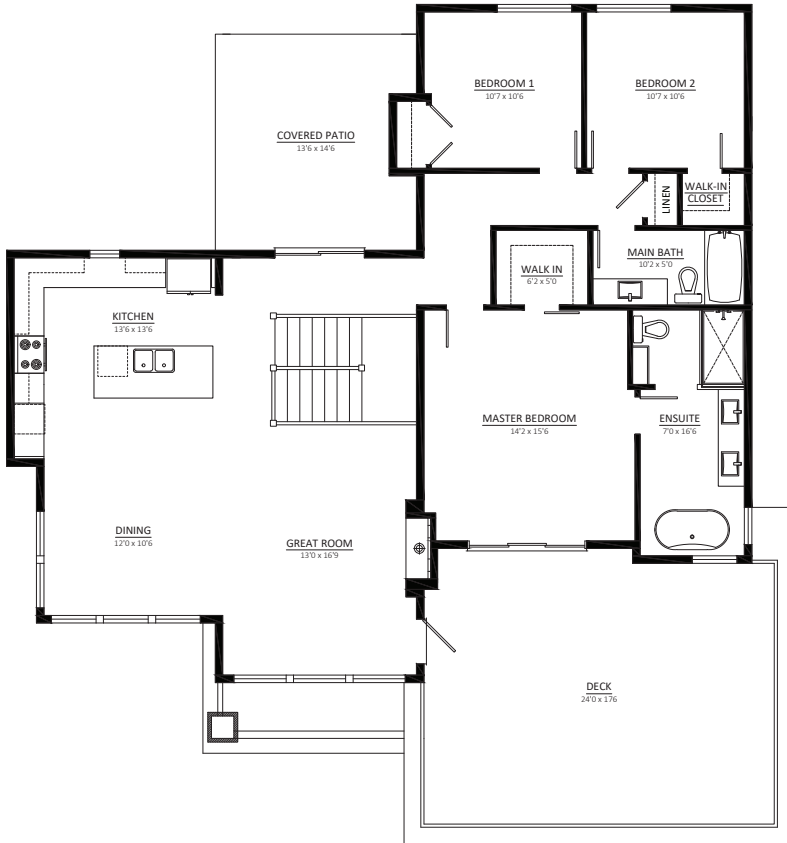 BEDROOM 1
10'7 x 10'6
BEDROOM 2
10'7 x 10'6
COVERED PATIO
13'6 x 14'6
LINEN
WALK-IN
CLOSET
MAIN BATH
10'2 x 5'0
WALK IN
6'2 x 5'0
KITCHEN
13'6 x 13'6
MASTER BEDROOM
14'2 x 15'6
ENSUITE
7'0 x 16'6
DINING
12'0 x 10'6
GREAT ROOM
13'0 x 16'9
DECK
24'0 x 17'6